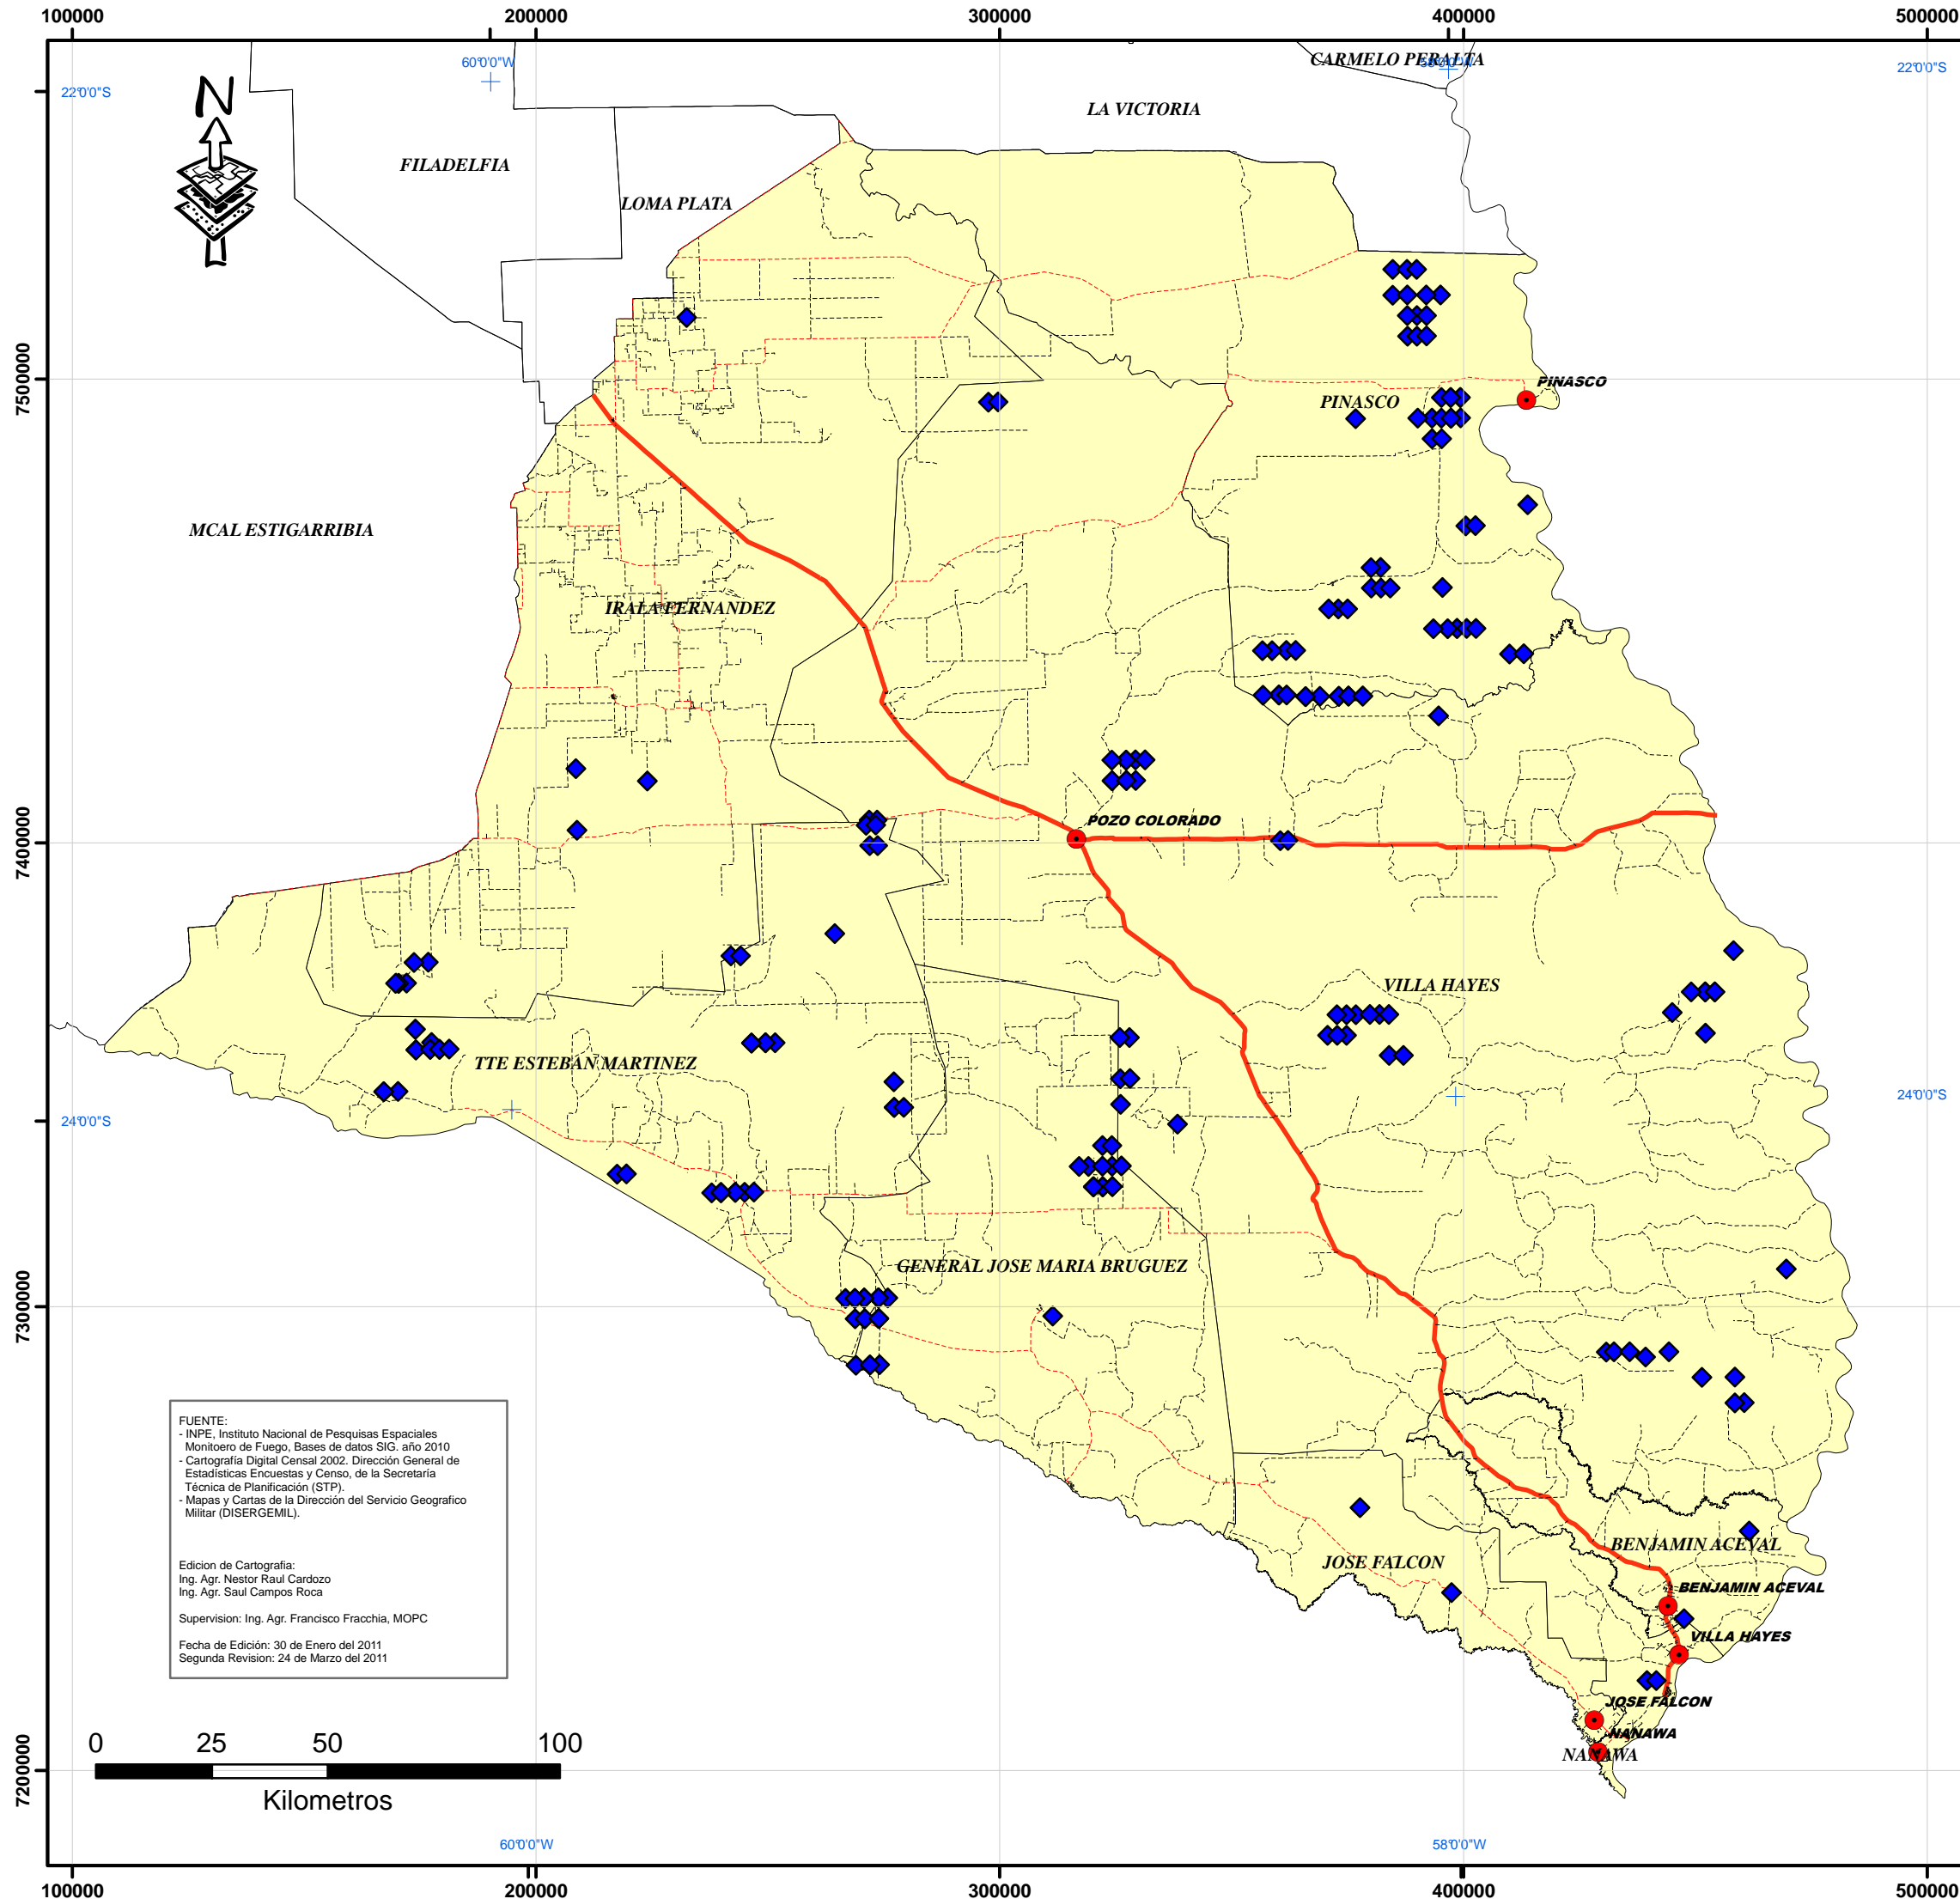 100000 200000 300000 400000 500000
60°0'0"W
58°0'0"W
22°0'0"S
22°0'0"S
N
CARMELO PERALTA
LA VICTORIA
FILADELFIA
LOMA PLATA
7500000
PINASCO
PINASCO
MCAL ESTIGARRIBIA
IRALA FERNANDEZ
POZO COLORADO
7400000
VILLA HAYES
TTE ESTEBAN MARTINEZ
24°0'0"S
24°0'0"S
GENERAL JOSE MARIA BRUGUEZ
7300000
FUENTE:
- INPE, Instituto Nacional de Pesquisas Espaciales
Monitoero de Fuego, Bases de datos SIG. año 2010
- Cartografía Digital Censal 2002. Dirección General de
Estadísticas Encuestas y Censo, de la Secretaría
Técnica de Planificación (STP).
- Mapas y Cartas de la Dirección del Servicio Geografico
Militar (DISERGEMIL).
Edicion de Cartografia:
Ing. Agr. Nestor Raul Cardozo
Ing. Agr. Saul Campos Roca
Supervision: Ing. Agr. Francisco Fracchia, MOPC
Fecha de Edición: 30 de Enero del 2011
Segunda Revision: 24 de Marzo del 2011
BENJAMIN ACEVAL
JOSE FALCON
BENJAMIN ACEVAL
VILLA HAYES
JOSE FALCON
NANAWA
NANAWA
7200000
0 25 50 100
Kilometros
60°0'0"W
58°0'0"W
100000 200000 300000 400000 500000